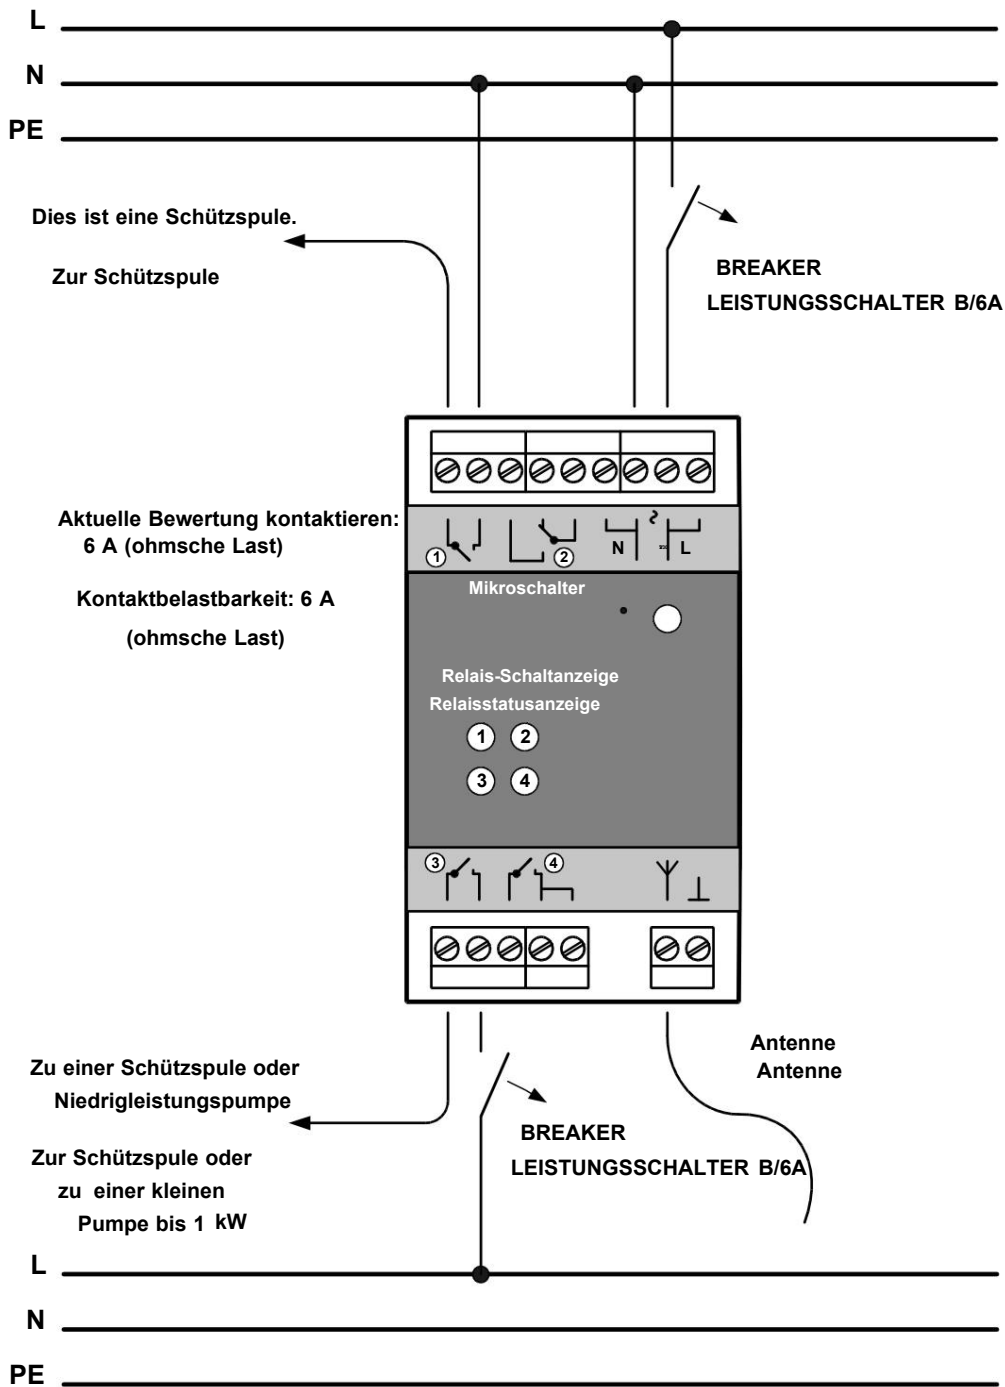 L
N
PE
Dies ist eine Schützspule.
Zur Schützspule
BREAKER
LEISTUNGSSCHALTER B/6A
Aktuelle Bewertung kontaktieren:
6 A (ohmsche Last)
Kontaktbelastbarkeit: 6 A
(ohmsche Last)
1
2
N
~
L
Mikroschalter
Relais-Schaltanzeige
Relaisstatusanzeige
1 2
3 4
3
4
Zu einer Schützspule oder
Niedrigleistungspumpe
Zur Schützspule oder
zu einer kleinen
Pumpe bis 1 kW
BREAKER
LEISTUNGSSCHALTER B/6A
Antenne
Antenne
L
N
PE